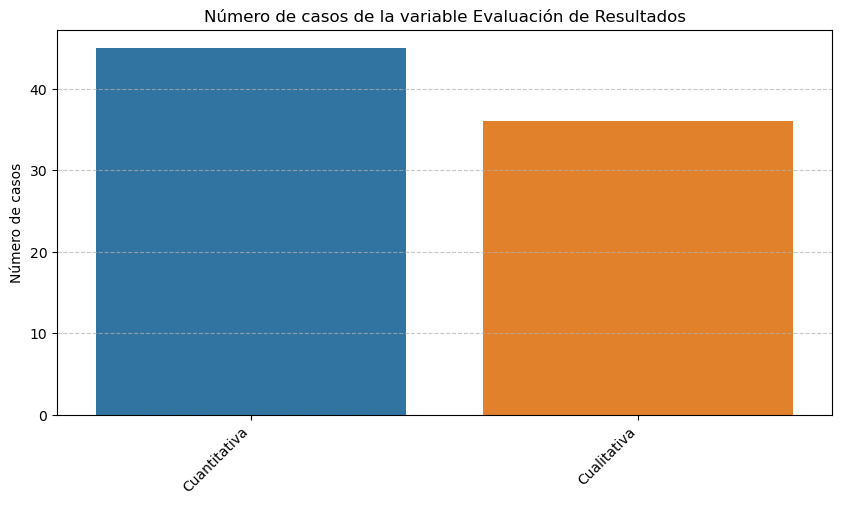 Número de casos de la variable Evaluación de Resultados
Número de casos
40
30
20
10
0
Cuantitativa
Cualitativa